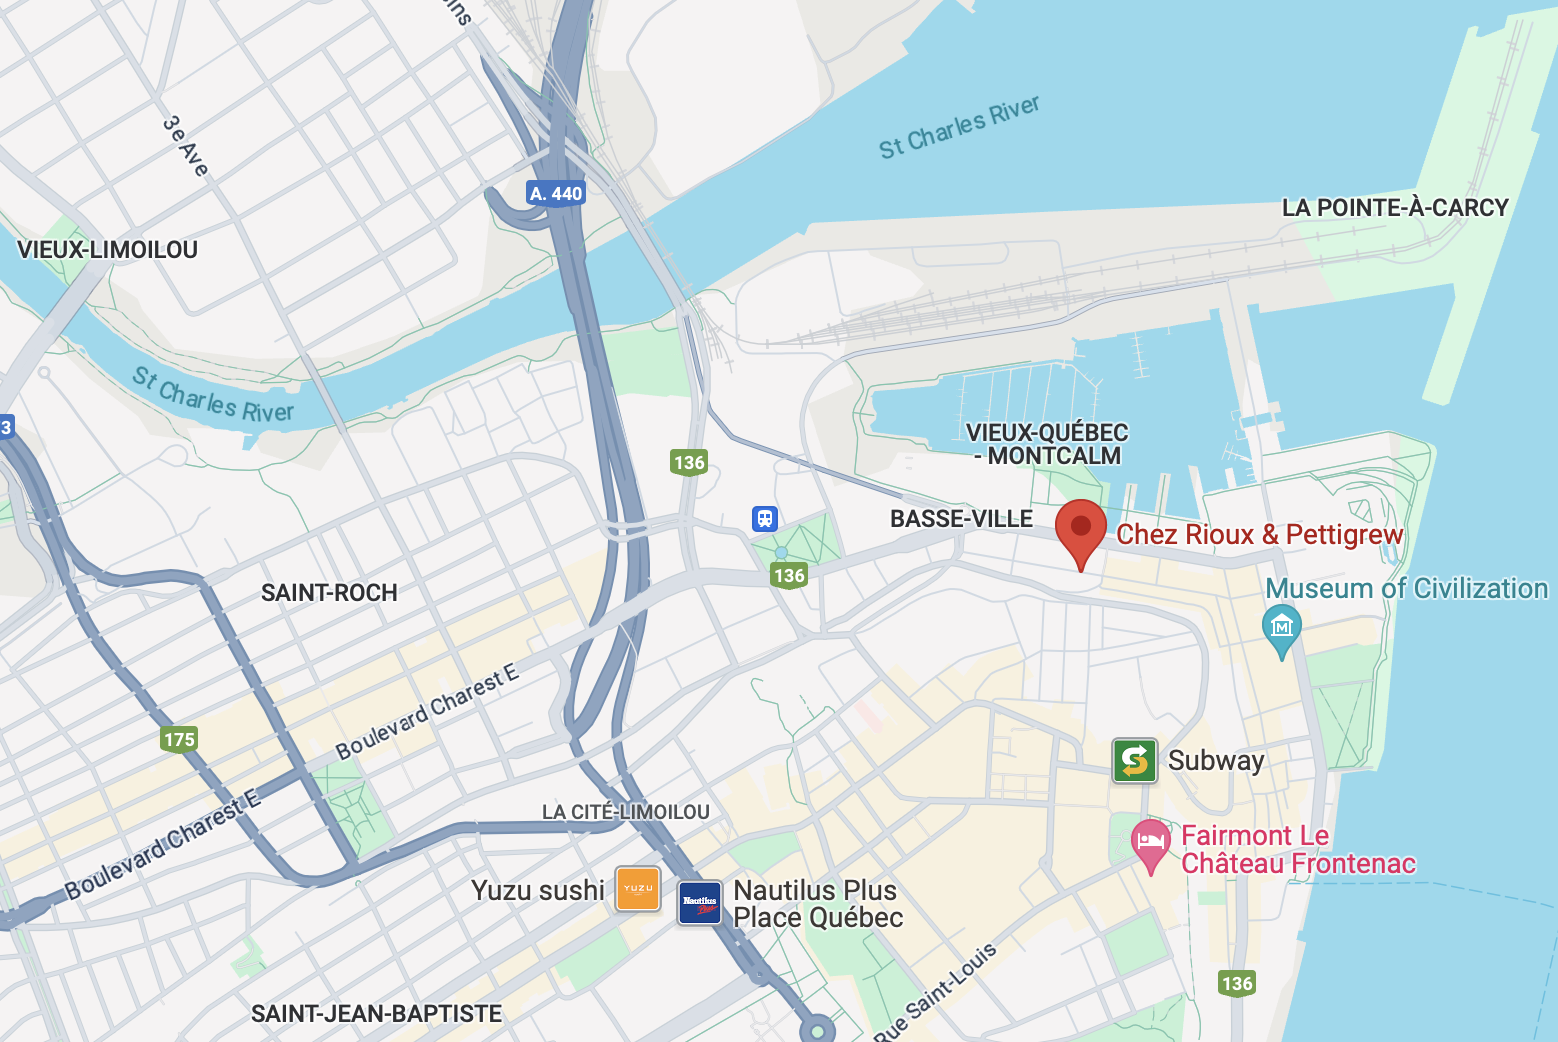 3e Ave
St Charles River
A. 440
LA POINTE-À-CARCY
VIEUX-LIMOILOU
St Charles River
3
VIEUX-QUÉBEC
- MONTCALM
136
BASSE-VILLE
Chez Rioux & Pettigrew
136
Museum of Civilization
M
SAINT-ROCH
Boulevard Charest E
175
Subway
Boulevard Charest E
LA CITÉ-LIMOILOU
Fairmont Le
Château Frontenac
Yuzu sushi
YUZU
Nautilus
Plus
Nautilus Plus
Place Québec
Rue Saint-Louis
136
SAINT-JEAN-BAPTISTE